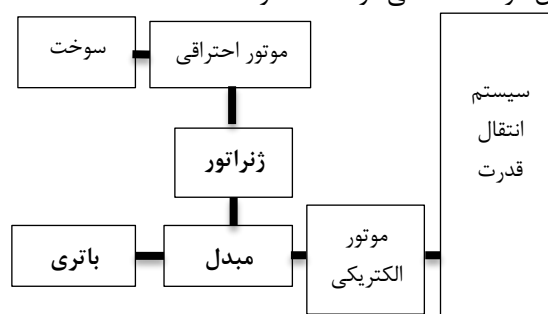 سوخت
موتور احتراقی
سیستم
انتقال
قدرت
ژنراتور
باتری
مبدل
موتور
الکتریکی